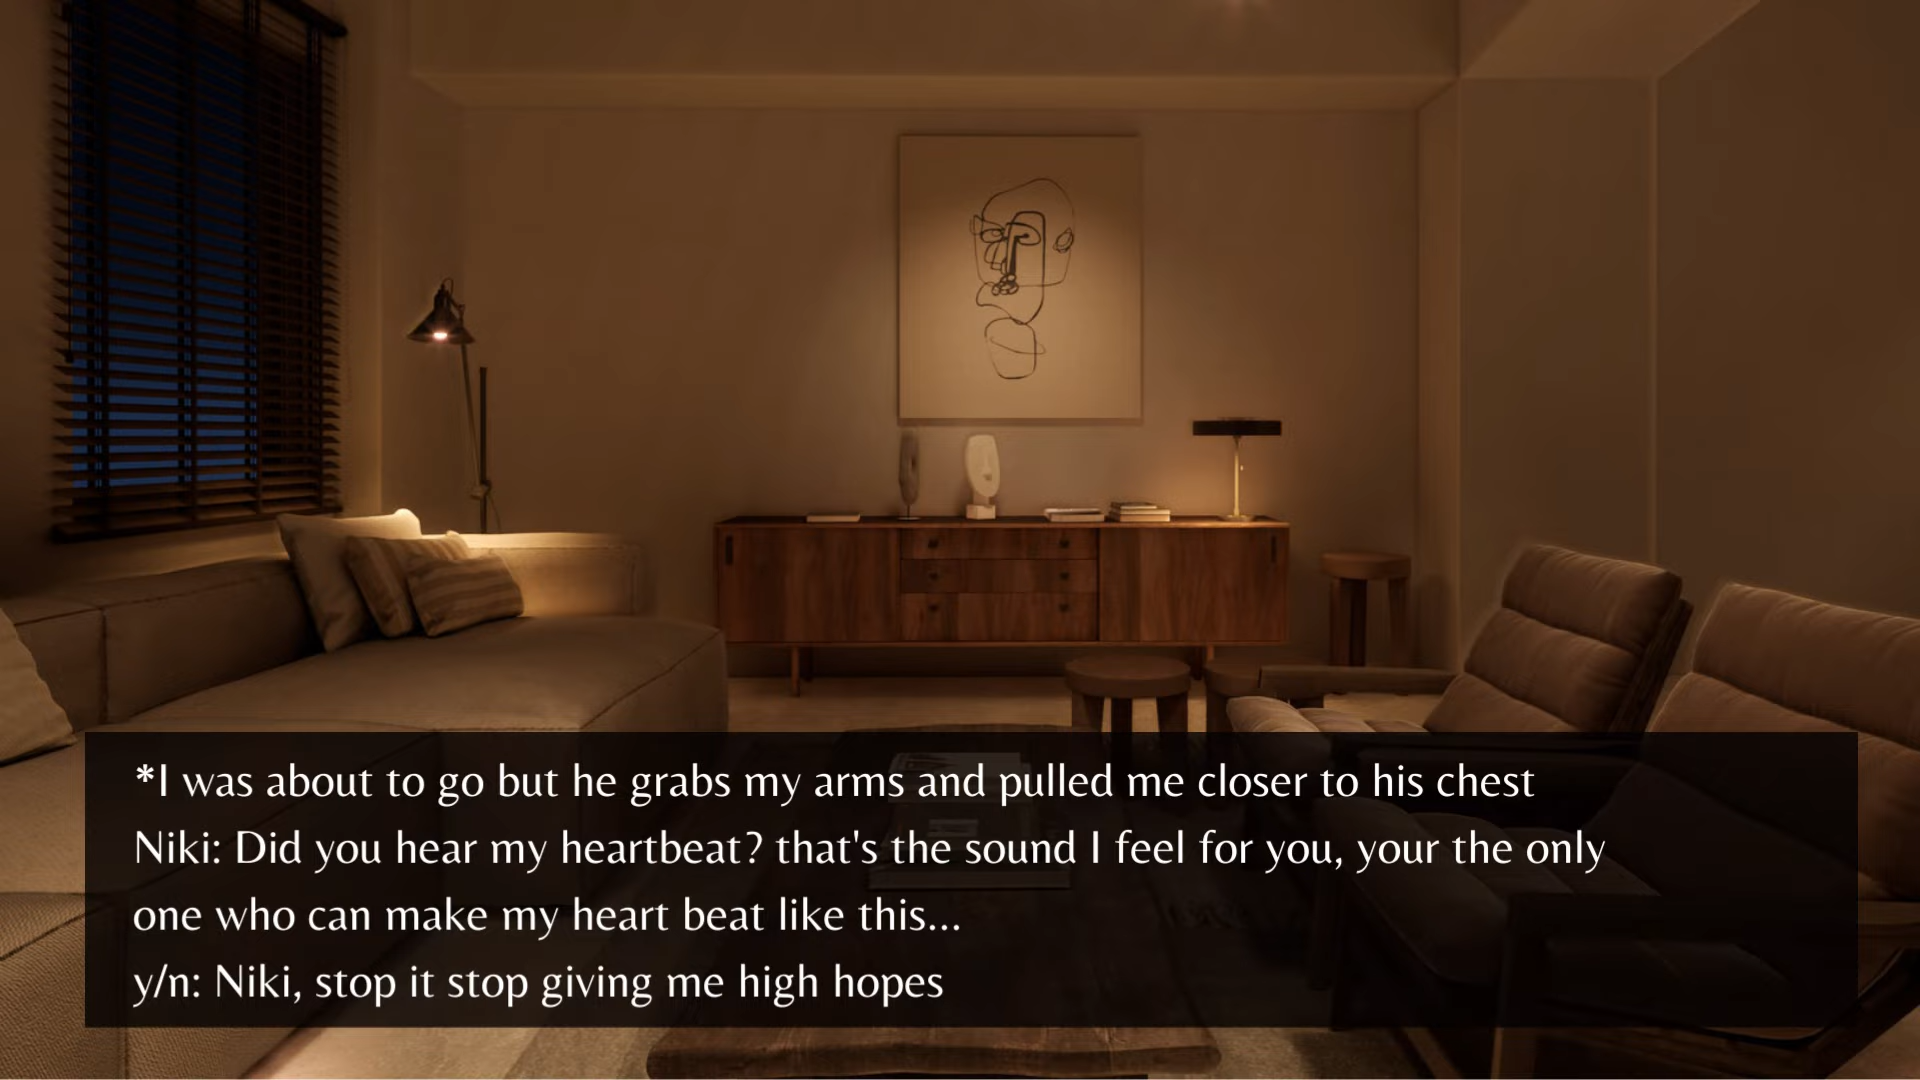 *I was about to go but he grabs my arms and pulled me closer to his chest
Niki: Did you hear my heartbeat? that's the sound I feel for you, your the only
one who can make my heart beat like this...
y/n: Niki, stop it stop giving me high hopes